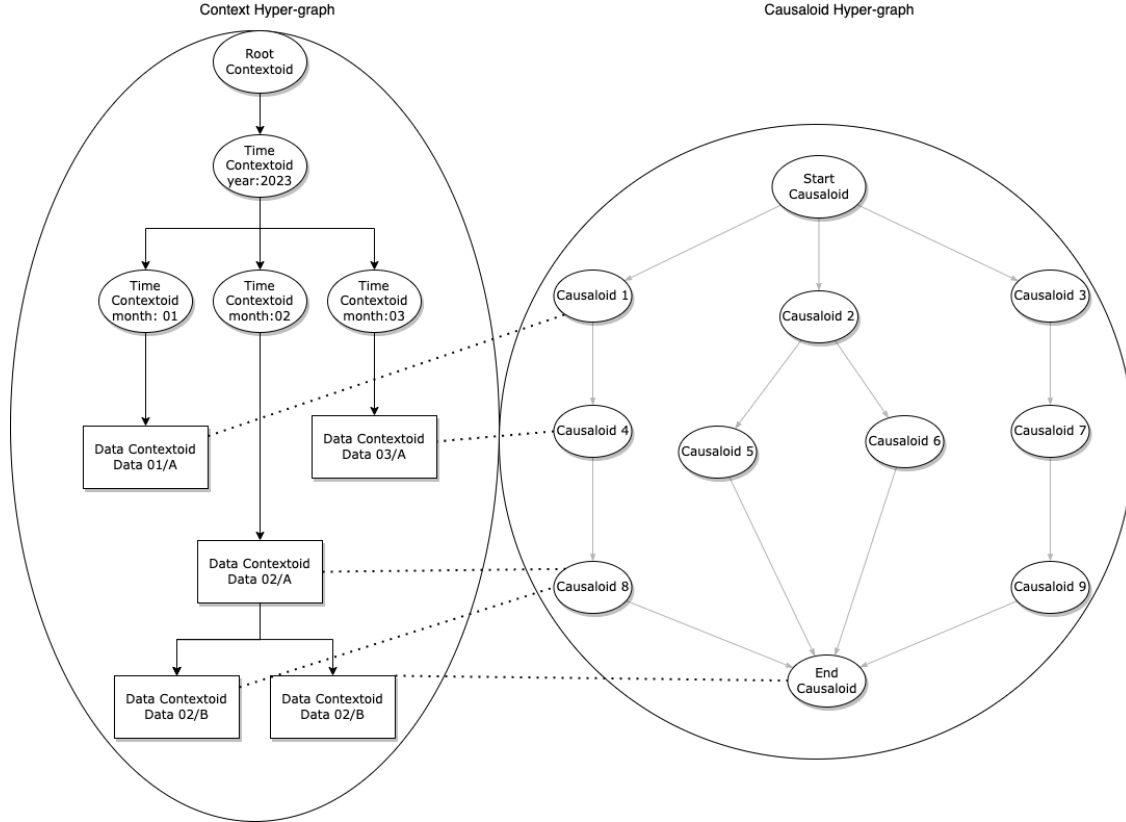 Context Hyper-graph
Causaloid Hyper-graph
Root
Contextoid
Time
Contextoid
year:2023
Time
Contextoid
month: 01
Time
Contextoid
month:02
Time
Contextoid
month:03
Data Contextoid
Data 01/A
Data Contextoid
Data 03/A
Data Contextoid
Data 02/A
Data Contextoid
Data 02/B
Data Contextoid
Data 02/B
Start
Causaloid
Causaloid 1
Causaloid 2
Causaloid 3
Causaloid 4
Causaloid 5
Causaloid 6
Causaloid 7
Causaloid 8
Causaloid 9
End
Causaloid